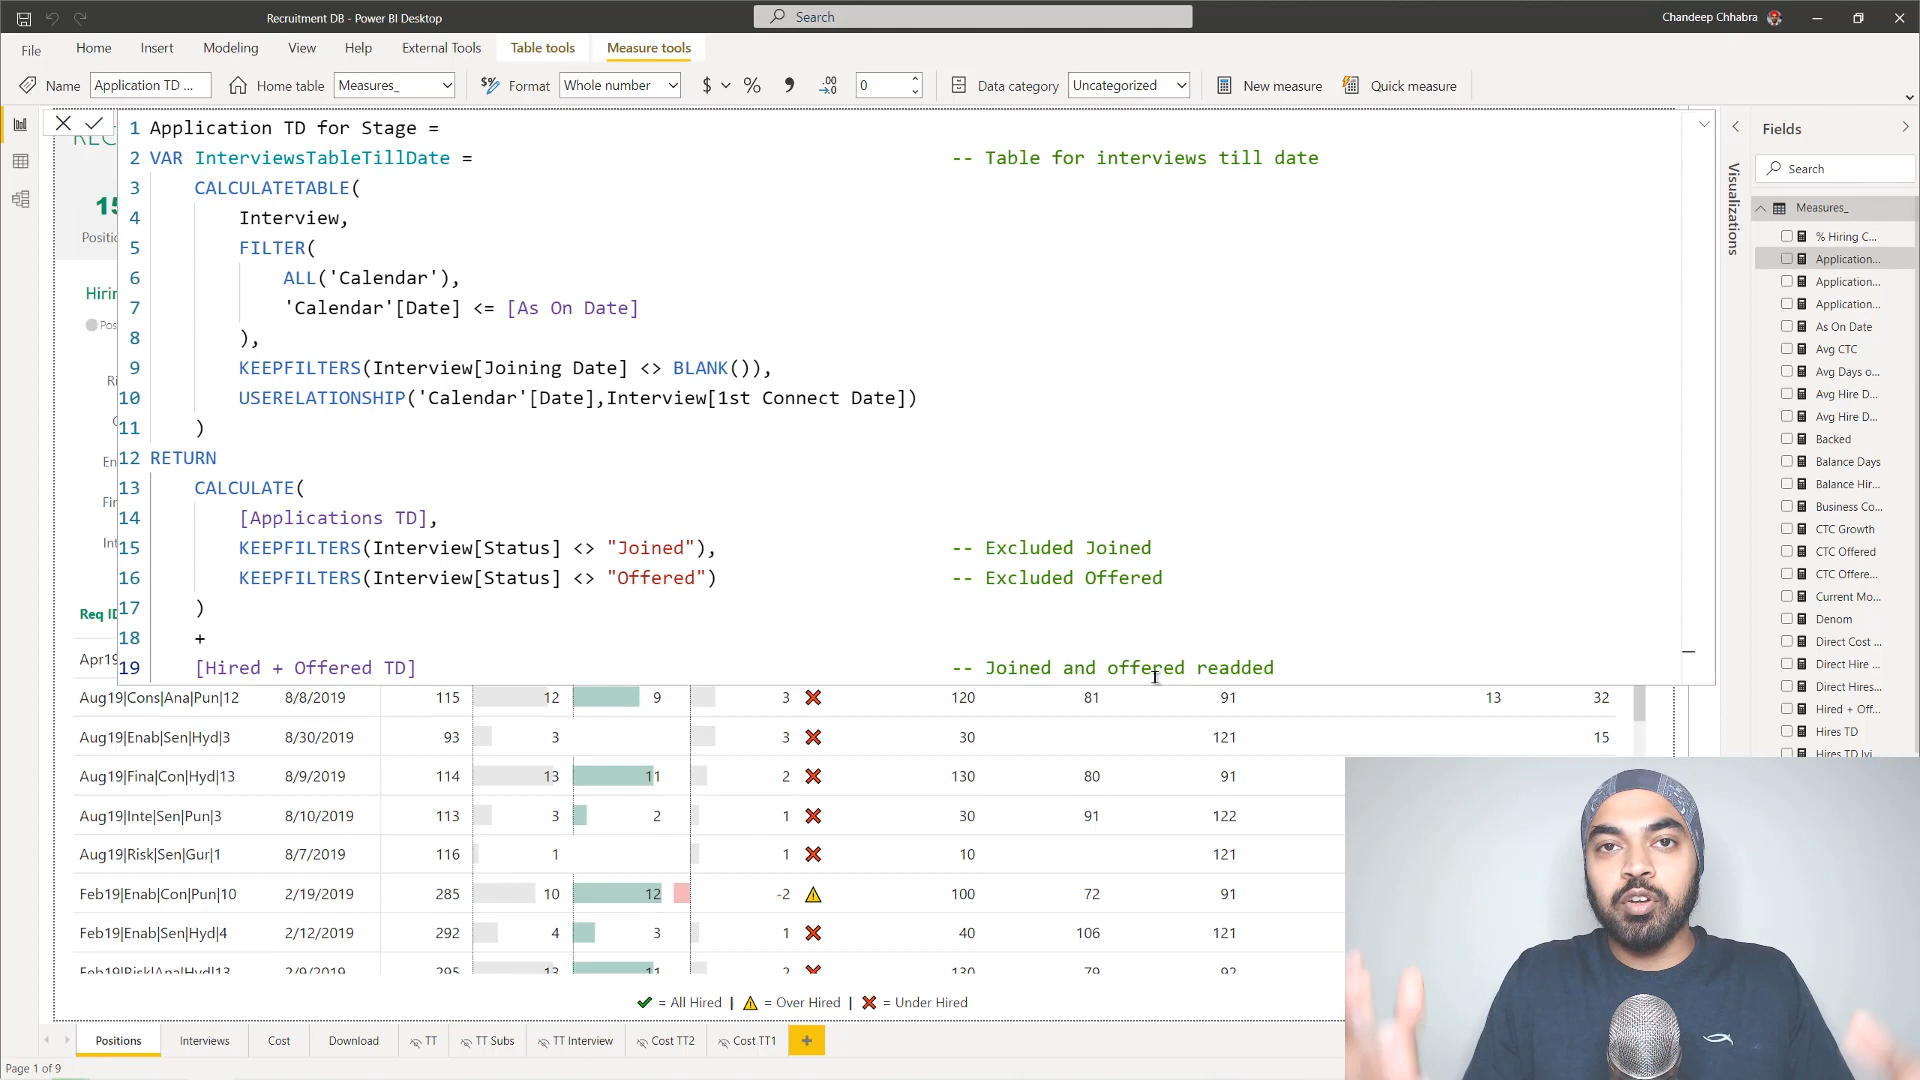 Recruitment DB - Power BI Desktop
Search
Chandeep Chhabra
File
Home
Insert
Modeling
View
Help
External Tools
Table tools
Measure tools
Name
Application TD ...
Home table
Measures_
Format
Whole number
$
%
0
Data category
Uncategorized
New measure
Quick measure
1 Application TD for Stage =
2 VAR InterviewsTableTillDate = -- Table for interviews till date
3 CALCULATETABLE(
4 Interview,
5 FILTER(
6 ALL('Calendar'),
7 'Calendar'[Date] <= [As On Date]
8 ),
9 KEEPFILTERS(Interview[Joining Date] <> BLANK()),
10 USERELATIONSHIP('Calendar'[Date],Interview[1st Connect Date])
11 )
12 RETURN
13 CALCULATE(
14 [Applications TD],
15 KEEPFILTERS(Interview[Status] <> "Joined"), -- Excluded Joined
16 KEEPFILTERS(Interview[Status] <> "Offered") -- Excluded Offered
17 )
18 +
19 [Hired + Offered TD] -- Joined and offered readded
Req ID
Aug19|Cons|Ana|Pun|12 8/8/2019 115 12 9 3 120 81 91 13 32
Aug19|Enab|Sen|Hyd|3 8/30/2019 93 3 3 30 121 15
Aug19|Fina|Con|Hyd|13 8/9/2019 114 13 11 2 130 80 91
Aug19|Inte|Sen|Pun|3 8/10/2019 113 3 2 1 30 91 122
Aug19|Risk|Sen|Gur|1 8/7/2019 116 1 1 10 121
Feb19|Enab|Con|Pun|10 2/19/2019 285 10 12 -2 100 72 91
Feb19|Enab|Sen|Hyd|4 2/12/2019 292 4 3 1 40 106 121
Feb19|Risk|Ana|Hyd|13 2/9/2019 295 13 11 2 130 79 92
= All Hired | = Over Hired | = Under Hired
Positions
Interviews
Cost
Download
TT
TT Subs
TT Interview
Cost TT2
Cost TT1
+
Page 1 of 9
Visualizations
Fields
Search
Measures_
% Hiring C...
Application...
Application...
Application...
As On Date
Avg CTC
Avg Days o...
Avg Hire D...
Avg Hire D...
Backed
Balance Days
Balance Hir...
Business Co...
CTC Growth
CTC Offered
CTC Offere...
Current Mo...
Denom
Direct Cost ...
Direct Hire ...
Direct Hires...
Hired + Off...
Hires TD